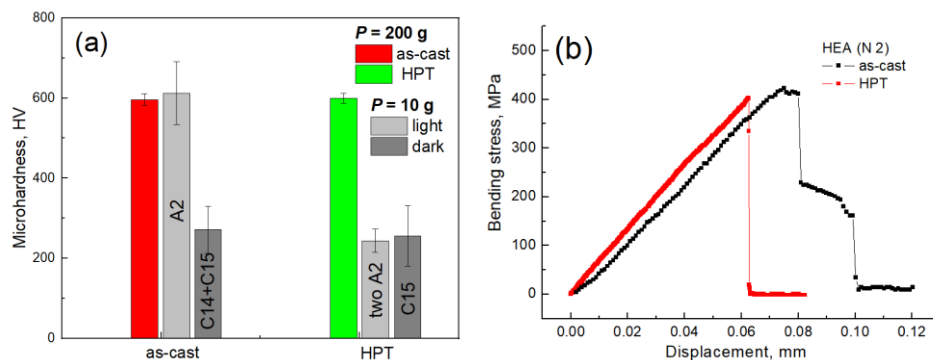 (a)
P = 200 g
as-cast
HPT
P = 10 g
light
dark
800
600
400
200
0
Microhardness, HV
A2
C14+C15
two A2
C15
as-cast
HPT
(b)
HEA (N 2)
as-cast
HPT
500
400
300
200
100
0
Bending stress, MPa
0.00 0.02 0.04 0.06 0.08 0.10 0.12
Displacement, mm